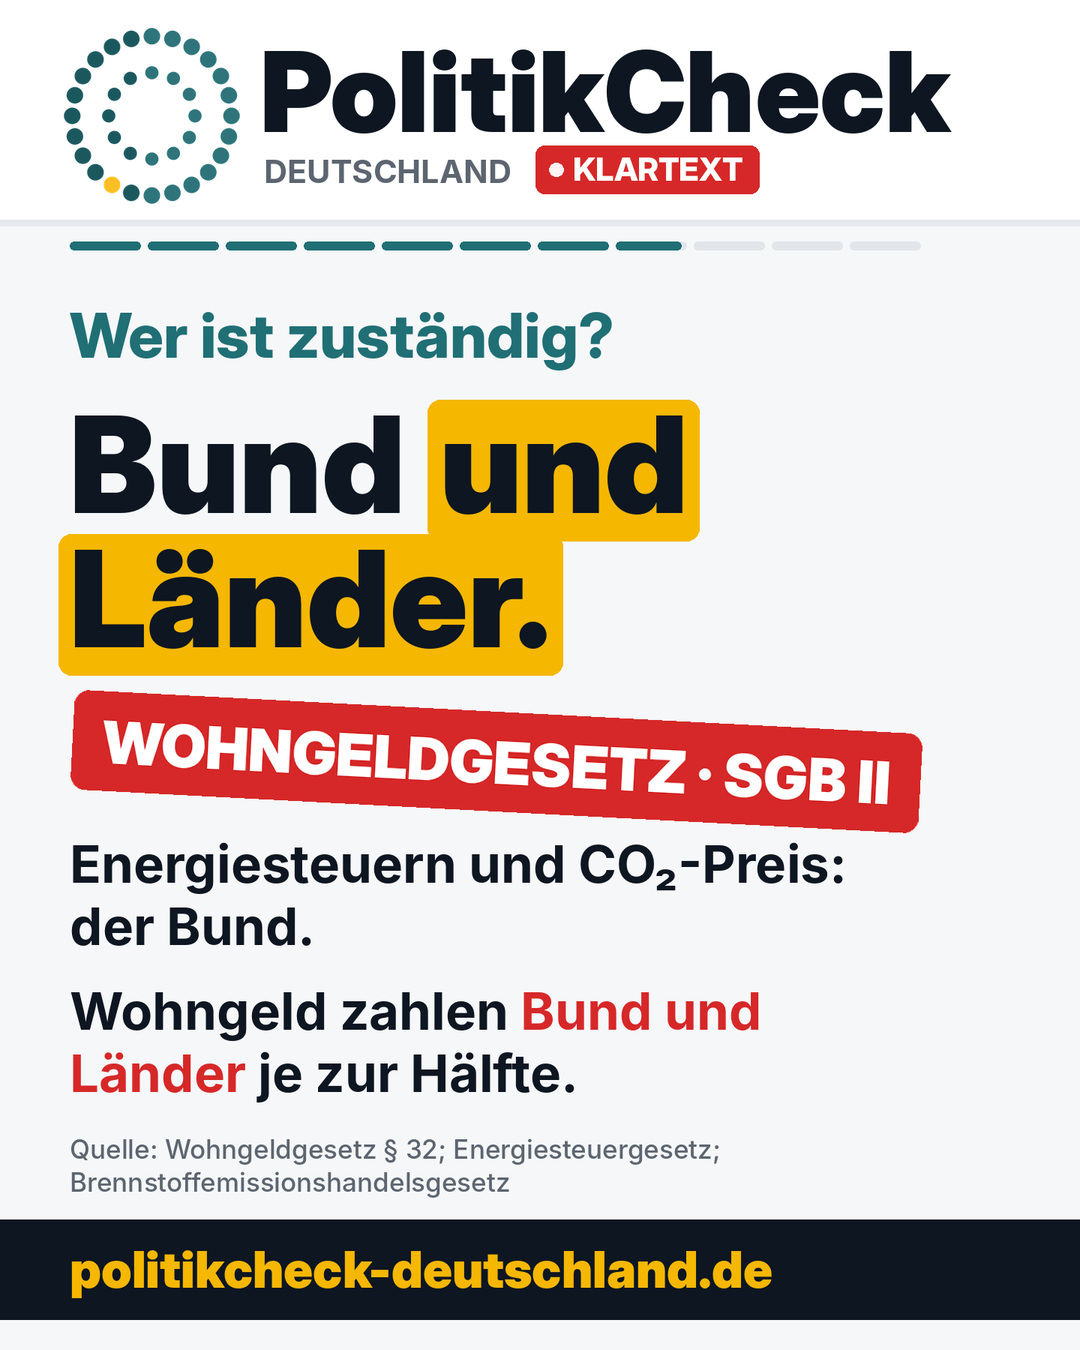 PolitikCheck
DEUTSCHLAND • KLARTEXT
Wer ist zuständig?
Bund und
Länder.
WOHNGELDGESETZ · SGB II
Energiesteuern und CO₂-Preis:
der Bund.
Wohngeld zahlen Bund und
Länder je zur Hälfte.
Quelle: Wohngeldgesetz § 32; Energiesteuergesetz;
Brennstoffemissionshandelsgesetz
politikcheck-deutschland.de